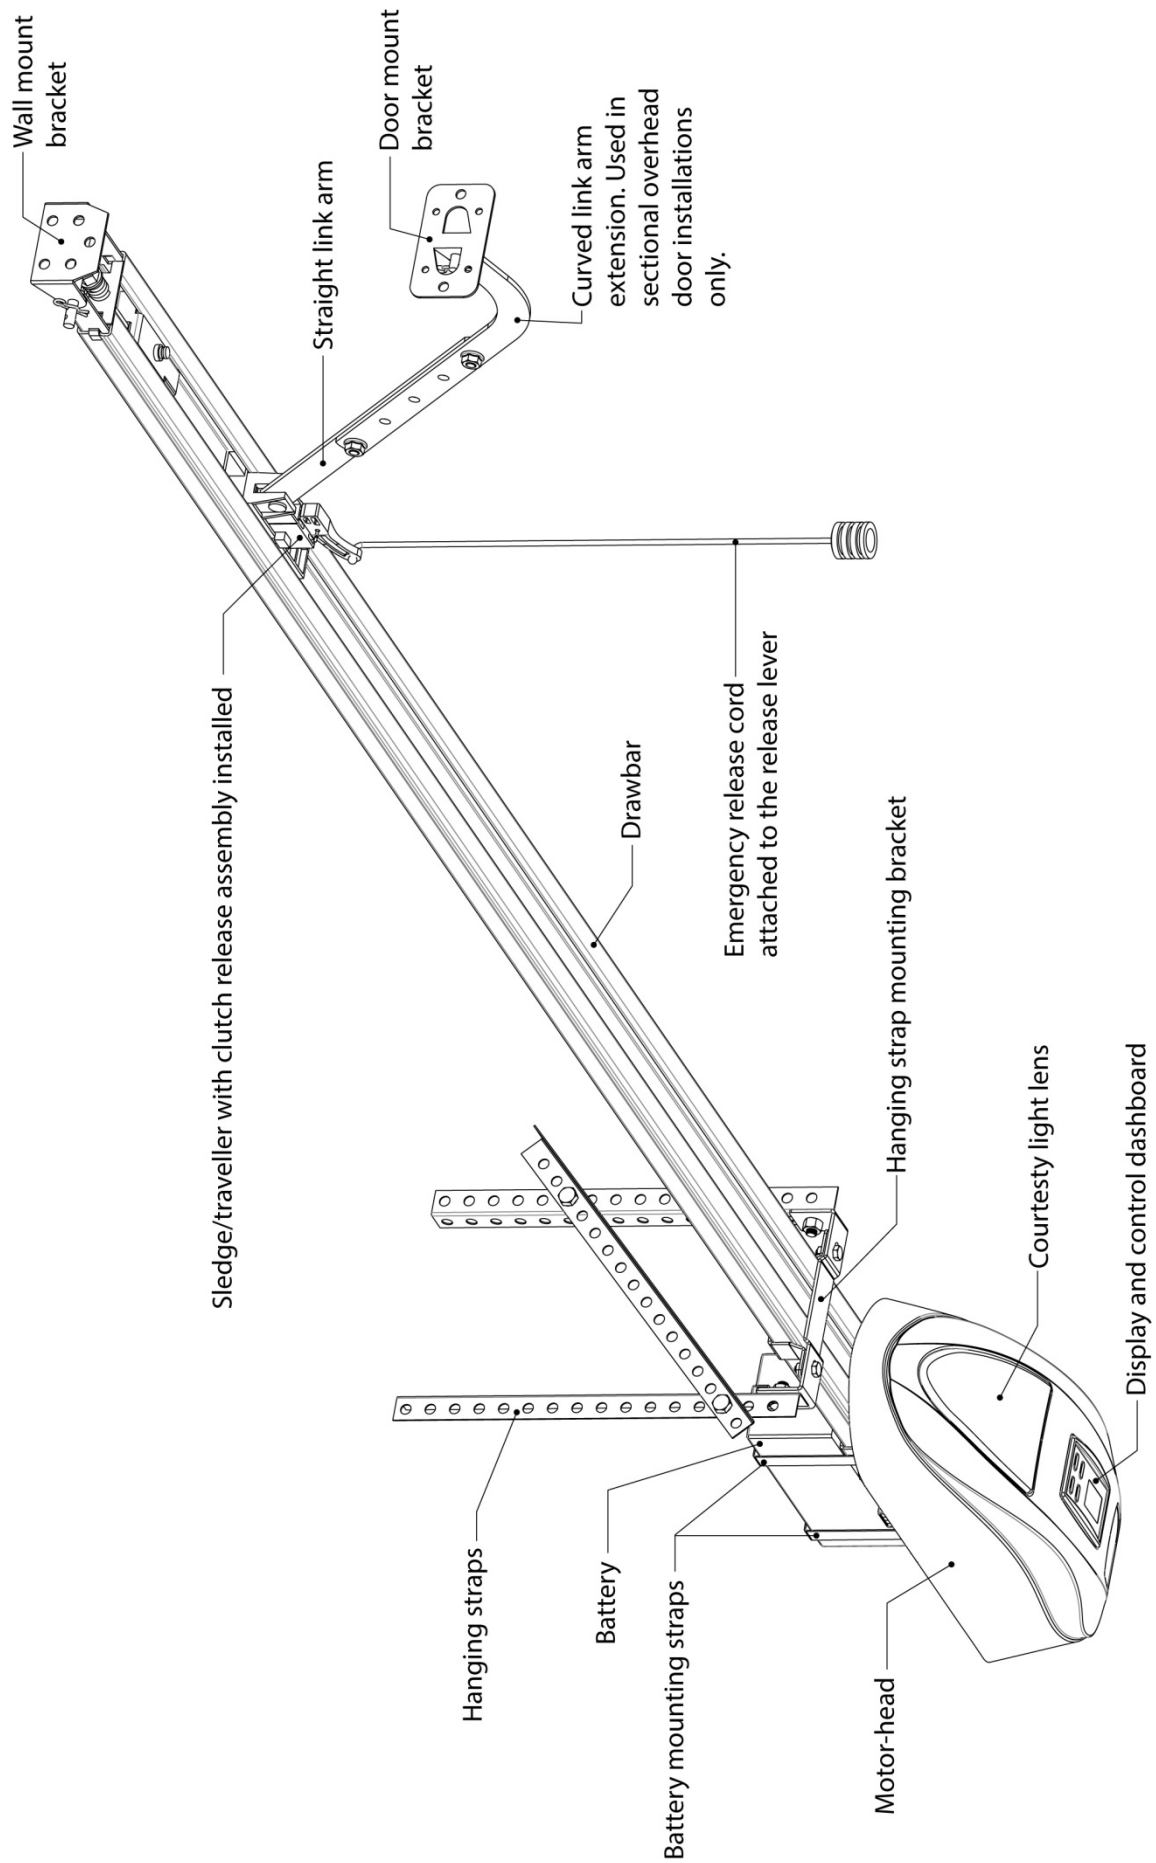 Wall mount
bracket
Door mount
bracket
Straight link arm
Curved link arm
extension. Used in
sectional overhead
door installations
only.
Sledge/traveller with clutch release assembly installed
Drawbar
Emergency release cord
attached to the release lever
Hanging strap mounting bracket
Courtesty light lens
Display and control dashboard
Hanging straps
Battery
Battery mounting straps
Motor-head